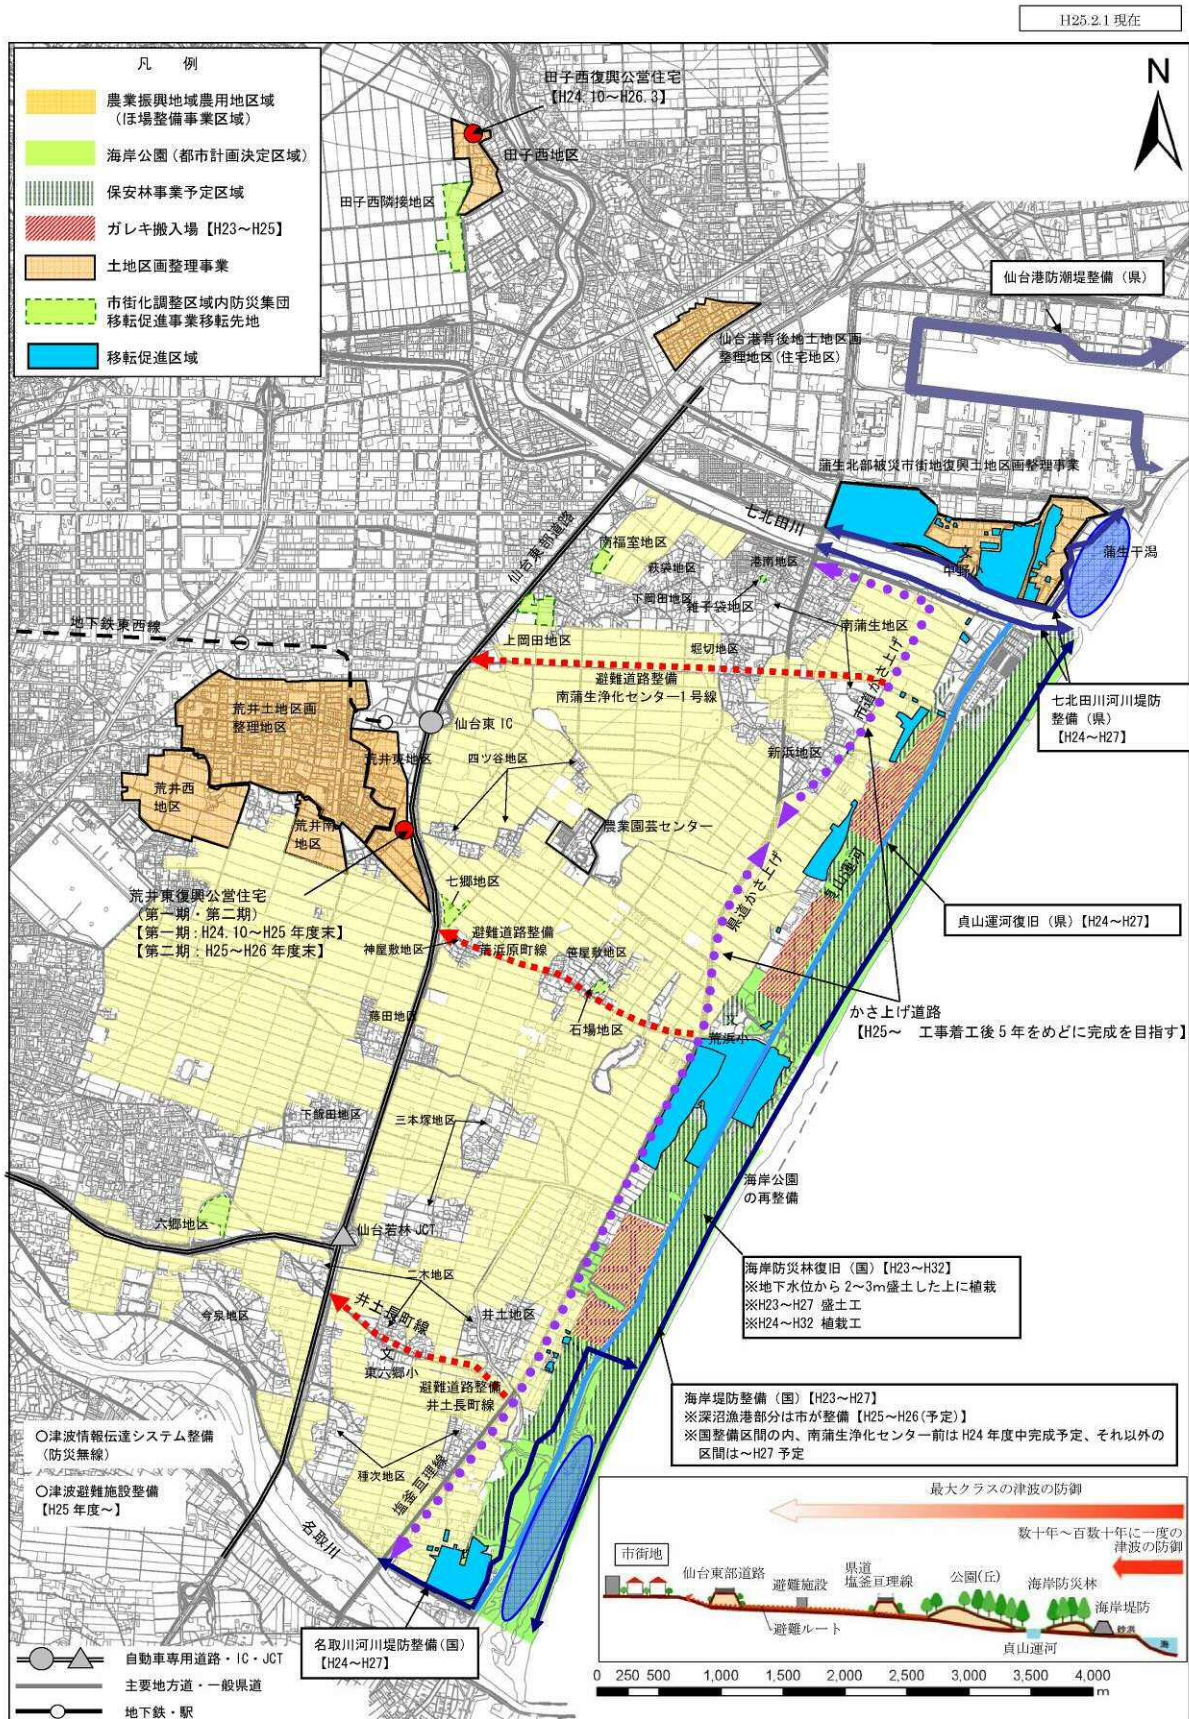 H25.2.1 現在
凡 例
農業振興地域農用地区域
(ほ場整備事業区域)
海岸公園(都市計画決定区域)
保安林事業予定区域
ガレキ搬入場【H23～H25】
土地区画整理事業
市街化調整区域内防災集団
移転促進事業移転先地
移転促進区域
N
田子西復興公営住宅
【H24.10～H26.3】
田子西地区
田子西隣接地区
仙台港防潮堤整備(県)
仙台港背後地土地区画
整理地区(住宅地区)
蒲生北部被災市街地復興土地区画整理事業
七北田川
仙台東部道路
南福室地区
萩袋地区
港南地区
文
中野小
蒲生干潟
下岡田地区
雑子袋地区
地下鉄東西線
上岡田地区
堀切地区
南蒲生地区
避難道路整備
南蒲生浄化センター1号線
市道かさ上げ
七北田川河川堤防
整備(県)
【H24～H27】
荒井土地区画
整理地区
仙台東 IC
荒井東地区
四ツ谷地区
新浜地区
荒井西
地区
荒井南
地区
農業園芸センター
貞山運河
県道かさ上げ
荒井東復興公営住宅
(第一期・第二期)
【第一期:H24.10～H25 年度末】
【第二期:H25～H26 年度末】
七郷地区
貞山運河復旧(県)【H24～H27】
神屋敷地区
避難道路整備
荒浜原町線
笹屋敷地区
かさ上げ道路
【H25～ 工事着工後 5 年をめどに完成を目指す】
藤田地区
石場地区
文
荒浜小
下飯田地区
三本塚地区
海岸公園
の再整備
六郷地区
仙台若林 JCT
二木地区
海岸防災林復旧(国)【H23～H32】
※地下水位から 2～3m盛土した上に植栽
※H23～H27 盛土工
※H24～H32 植栽工
今泉地区
井土長町線
井土地区
文
東六郷小
避難道路整備
井土長町線
海岸堤防整備(国)【H23～H27】
※深沼漁港部分は市が整備【H25～H26(予定)】
※国整備区間の内、南蒲生浄化センター前は H24 年度中完成予定、それ以外の
区間は～H27 予定
○津波情報伝達システム整備
(防災無線)
○津波避難施設整備
【H25 年度～】
種次地区
塩釜亘理線
名取川
名取川河川堤防整備(国)
【H24～H27】
最大クラスの津波の防御
数十年～百数十年に一度の
津波の防御
市街地
仙台東部道路
避難施設
県道
塩釜亘理線
公園(丘)
海岸防災林
海岸堤防
砂浜
海
避難ルート
貞山運河
0 250 500 1,000 1,500 2,000 2,500 3,000 3,500 4,000
m
自動車専用道路・IC・JCT
主要地方道・一般県道
地下鉄・駅